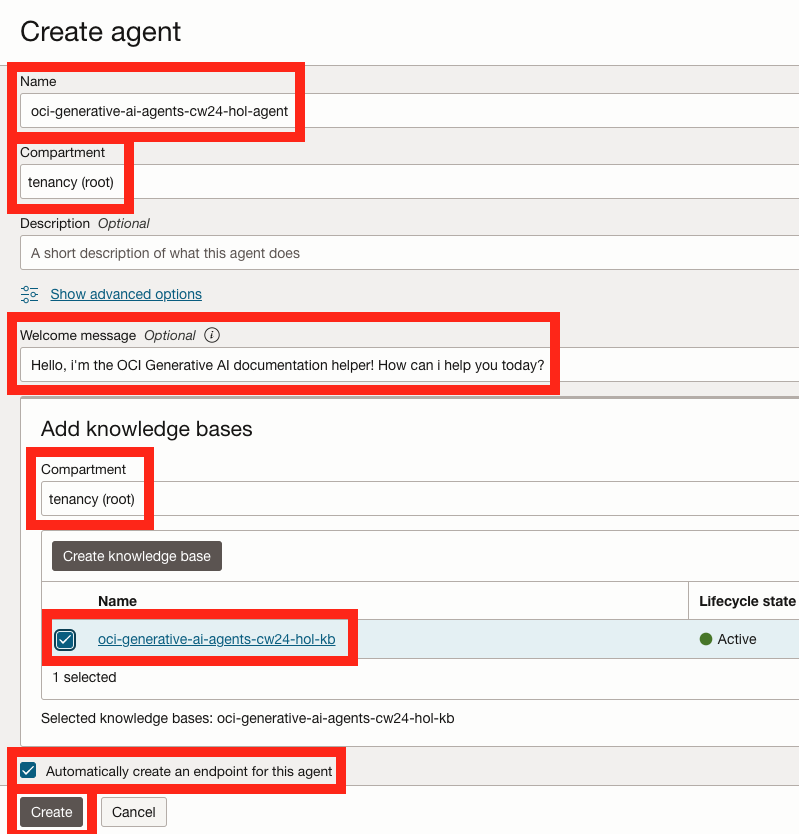 Create agent
Name
oci-generative-ai-agents-cw24-hol-agent
Compartment
tenancy (root)
Description Optional
A short description of what this agent does
Show advanced options
Welcome message Optional i
Hello, i'm the OCI Generative AI documentation helper! How can i help you today?
Add knowledge bases
Compartment
tenancy (root)
Create knowledge base
Name Lifecycle state
oci-generative-ai-agents-cw24-hol-kb Active
1 selected
Selected knowledge bases: oci-generative-ai-agents-cw24-hol-kb
Automatically create an endpoint for this agent
Create Cancel